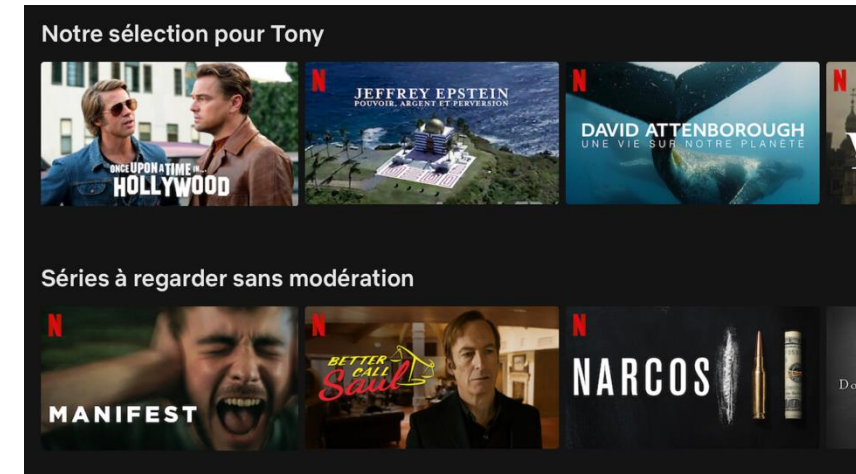 Notre sélection pour Tony
ONCE UPON A TIME IN...
HOLLYWOOD
N
JEFFREY EPSTEIN
POUVOIR, ARGENT ET PERVERSION
N
DAVID ATTENBOROUGH
UNE VIE SUR NOTRE PLANÈTE
N
Séries à regarder sans modération
N
MANIFEST
N
BETTER
CALL
Saul
N
NARCOS